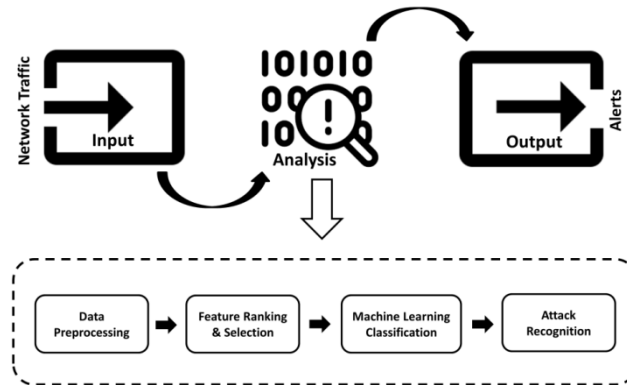 Network Traffic
Input
101010
Analysis
Output
Alerts
Data
Preprocessing
Feature Ranking
& Selection
Machine Learning
Classification
Attack
Recognition